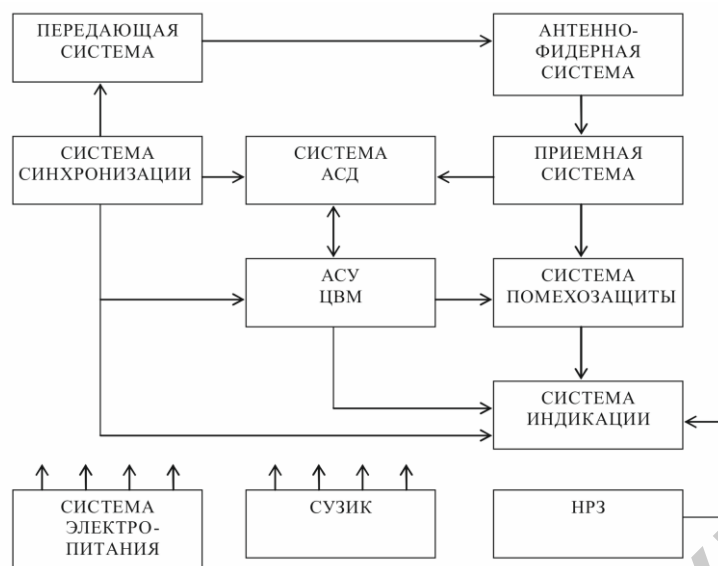 ПЕРЕДАЮЩАЯ
СИСТЕМА
АНТЕННО-
ФИДЕРНАЯ
СИСТЕМА
СИСТЕМА
СИНХРОНИЗАЦИИ
СИСТЕМА
АСД
ПРИЕМНАЯ
СИСТЕМА
АСУ
ЦВМ
СИСТЕМА
ПОМЕХОЗАЩИТЫ
СИСТЕМА
ИНДИКАЦИИ
СИСТЕМА
ЭЛЕКТРО-
ПИТАНИЯ
СУЗИК
НРЗ